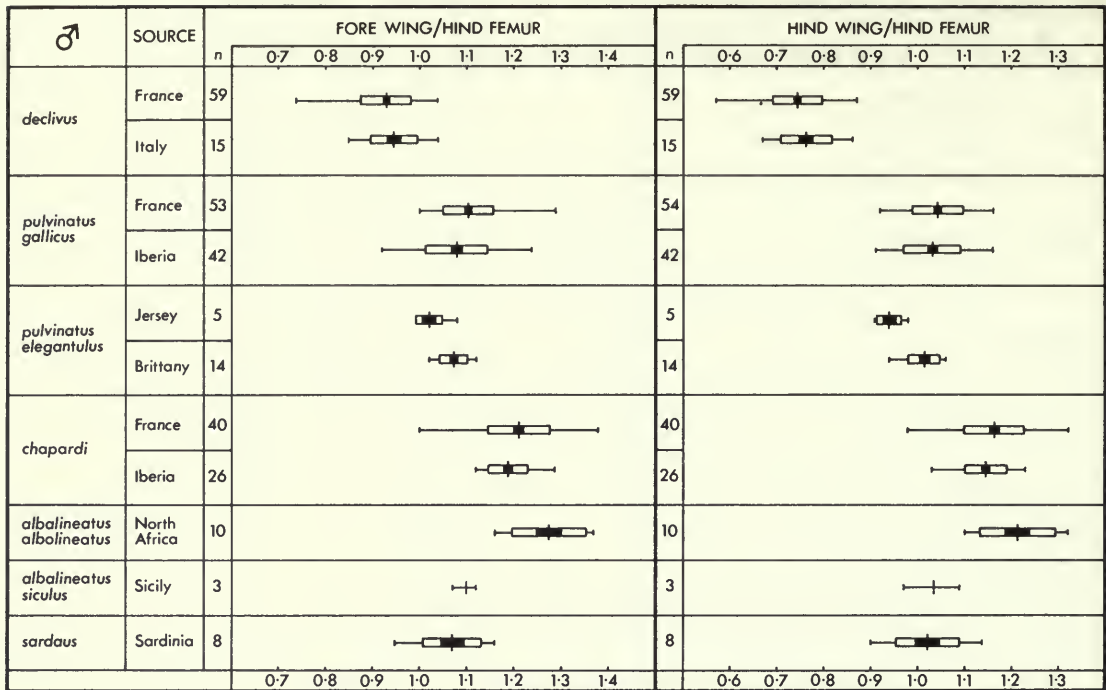 ♂ SOURCE n FORE WING/HIND FEMUR n HIND WING/HIND FEMUR
0·7 0·8 0·9 1·0 1·1 1·2 1·3 1·4 0·6 0·7 0·8 0·9 1·0 1·1 1·2 1·3
declivus
France 59 59
Italy 15 15
pulvinatus
gallicus
France 53 54
Iberia 42 42
pulvinatus
elegantulus
Jersey 5 5
Brittany 14 14
chapardi
France 40 40
Iberia 26 26
albalineatus
albolineatus
North
Africa
10 10
albalineatus
siculus
Sicily 3 3
sardaus Sardinia 8 8
0·7 0·8 0·9 1·0 1·1 1·2 1·3 1·4 0·6 0·7 0·8 0·9 1·0 1·1 1·2 1·3